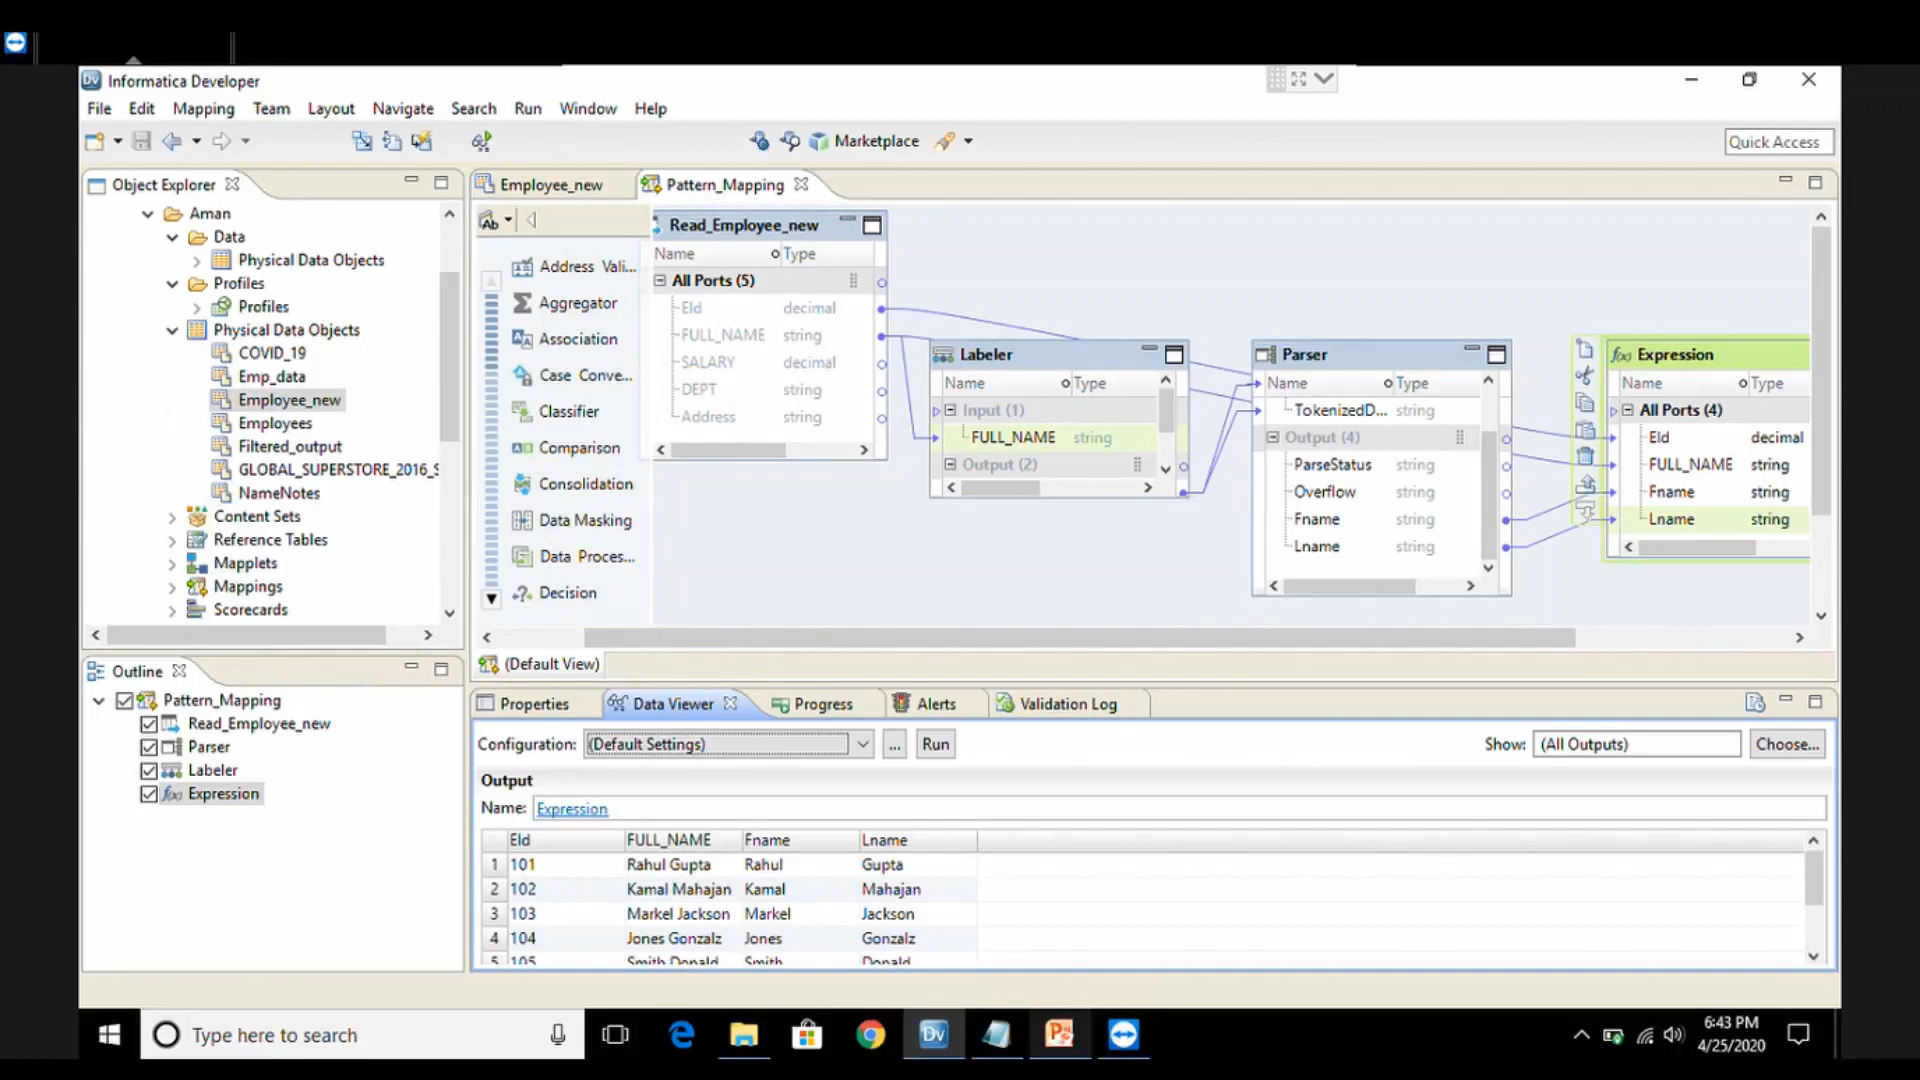 Informatica Developer
File Edit Mapping Team Layout Navigate Search Run Window Help
Marketplace
Quick Access
Object Explorer
Aman
Data
Physical Data Objects
Profiles
Profiles
Physical Data Objects
COVID_19
Emp_data
Employee_new
Employees
Filtered_output
GLOBAL_SUPERSTORE_2016_S
NameNotes
Content Sets
Reference Tables
Mapplets
Mappings
Scorecards
Outline
Pattern_Mapping
Read_Employee_new
Parser
Labeler
Expression
Employee_new
Pattern_Mapping
Ab
Address Vali...
Aggregator
Association
Case Conve...
Classifier
Comparison
Consolidation
Data Masking
Data Proces...
Decision
Read_Employee_new
Name Type
All Ports (5)
EId decimal
FULL_NAME string
SALARY decimal
DEPT string
Address string
Labeler
Name Type
Input (1)
FULL_NAME string
Output (2)
Parser
Name Type
TokenizedD... string
Output (4)
ParseStatus string
Overflow string
Fname string
Lname string
f(x) Expression
Name Type
All Ports (4)
EId decimal
FULL_NAME string
Fname string
Lname string
(Default View)
Properties Data Viewer Progress Alerts Validation Log
Configuration: (Default Settings) ... Run Show: (All Outputs) Choose...
Output
Name: Expression
EId FULL_NAME Fname Lname
1 101 Rahul Gupta Rahul Gupta
2 102 Kamal Mahajan Kamal Mahajan
3 103 Markel Jackson Markel Jackson
4 104 Jones Gonzalz Jones Gonzalz
5 105 Smith Donald Smith Donald
Type here to search
Dv
6:43 PM
4/25/2020